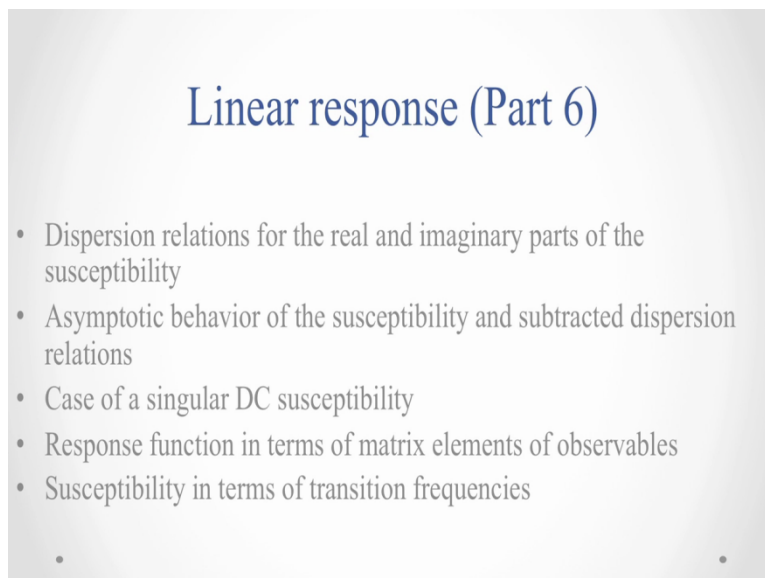 Linear response (Part 6)
• Dispersion relations for the real and imaginary parts of the
susceptibility
• Asymptotic behavior of the susceptibility and subtracted dispersion
relations
• Case of a singular DC susceptibility
• Response function in terms of matrix elements of observables
• Susceptibility in terms of transition frequencies